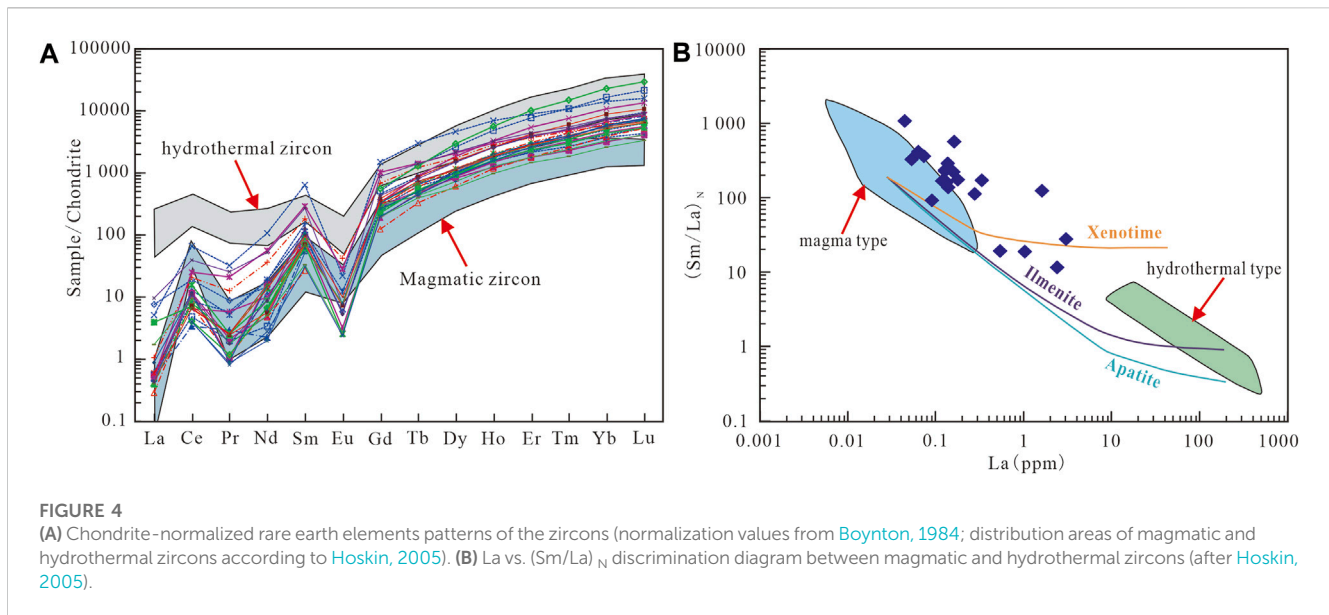 A
100000
10000
1 000
100
10
1
0.1
Sample/Chondrite
hydrothermal zircon
Magmatic zircon
La Ce Pr Nd Sm Eu Gd Tb Dy Ho Er Tm Yb Lu
B
10000
1 000
100
10
1
0.1
(Sm/La) N
magma type
Xenotime
hydrothermal type
Ilmenite
Apatite
0.001 0.01 0.1 1 10 100 1000
La(ppm)
FIGURE 4
(A) Chondrite-normalized rare earth elements patterns of the zircons (normalization values from Boynton, 1984; distribution areas of magmatic and
hydrothermal zircons according to Hoskin, 2005). (B) La vs. (Sm/La) N discrimination diagram between magmatic and hydrothermal zircons (after Hoskin,
2005).